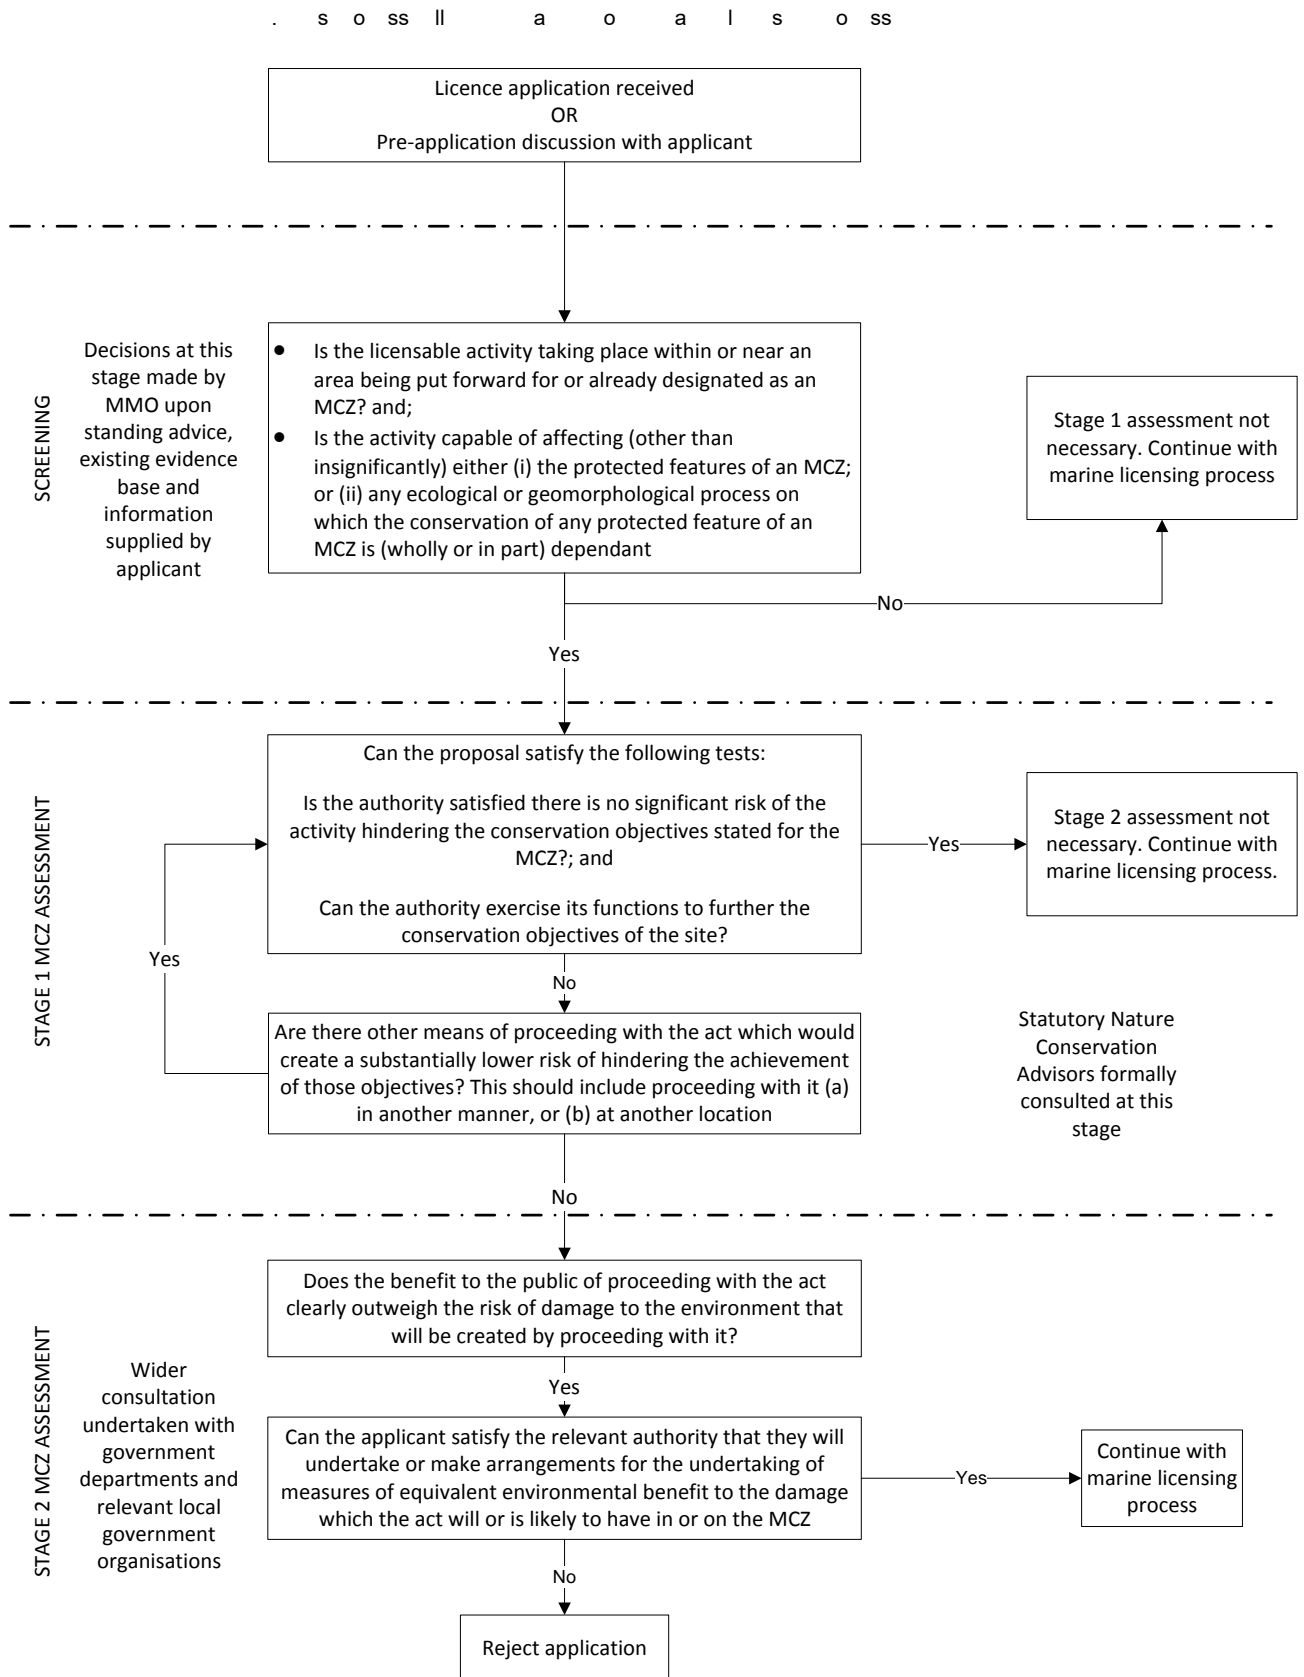 Licence application received
OR
Pre-application discussion with applicant
SCREENING
Decisions at this
stage made by
MMO upon
standing advice,
existing evidence
base and
information
supplied by
applicant
• Is the licensable activity taking place within or near an
area being put forward for or already designated as an
MCZ? and;
• Is the activity capable of affecting (other than
insignificantly) either (i) the protected features of an MCZ;
or (ii) any ecological or geomorphological process on
which the conservation of any protected feature of an
MCZ is (wholly or in part) dependant
Stage 1 assessment not
necessary. Continue with
marine licensing process
No
Yes
STAGE 1 MCZ ASSESSMENT
Can the proposal satisfy the following tests:
Is the authority satisfied there is no significant risk of the
activity hindering the conservation objectives stated for the
MCZ?; and
Can the authority exercise its functions to further the
conservation objectives of the site?
Yes
Stage 2 assessment not
necessary. Continue with
marine licensing process.
Yes
No
Are there other means of proceeding with the act which would
create a substantially lower risk of hindering the achievement
of those objectives? This should include proceeding with it (a)
in another manner, or (b) at another location
Statutory Nature
Conservation
Advisors formally
consulted at this
stage
No
STAGE 2 MCZ ASSESSMENT
Wider
consultation
undertaken with
government
departments and
relevant local
government
organisations
Does the benefit to the public of proceeding with the act
clearly outweigh the risk of damage to the environment that
will be created by proceeding with it?
Yes
Can the applicant satisfy the relevant authority that they will
undertake or make arrangements for the undertaking of
measures of equivalent environmental benefit to the damage
which the act will or is likely to have in or on the MCZ
Yes
Continue with
marine licensing
process
No
Reject application